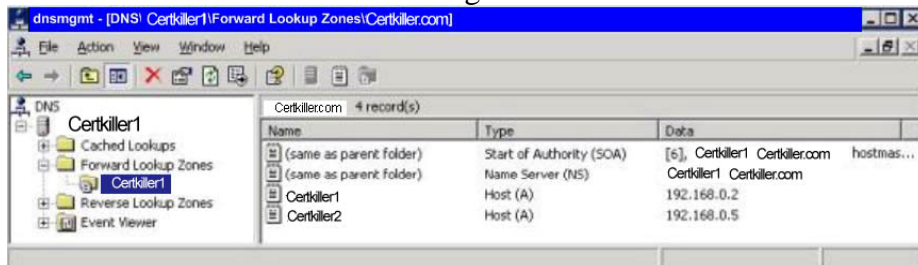 dnsmgmt - [DNS\ Certkiller1\Forward Lookup Zones\Certkiller.com]
File Action View Window Help
DNS
Certkiller1
Cached Lookups
Forward Lookup Zones
Certkiller1
Reverse Lookup Zones
Event Viewer
Certkiller.com 4 record(s)
Name Type Data
(same as parent folder) Start of Authority (SOA) [6], Certkiller1 Certkiller.com hostmas...
(same as parent folder) Name Server (NS) Certkiller1 Certkiller.com
Certkiller1 Host (A) 192.168.0.2
Certkiller2 Host (A) 192.168.0.5